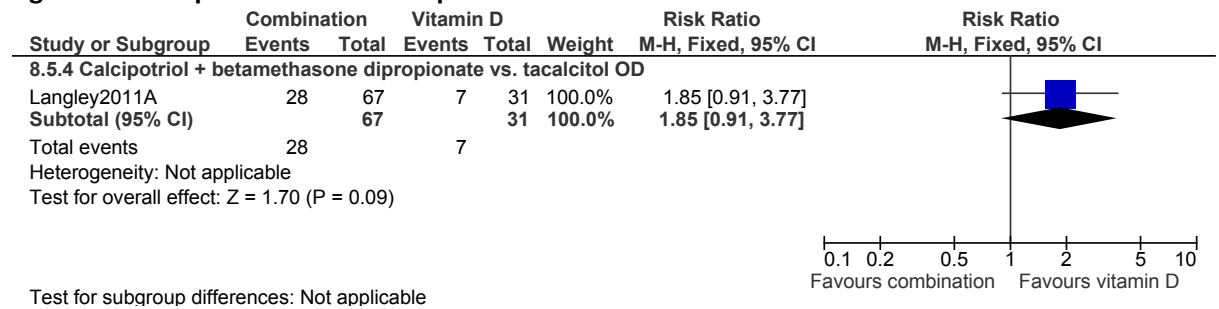 Combination Vitamin D Risk Ratio Risk Ratio
Study or Subgroup Events Total Events Total Weight M-H, Fixed, 95% CI M-H, Fixed, 95% CI
8.5.4 Calcipotriol + betamethasone dipropionate vs. tacalcitol OD
Langley2011A 28 67 7 31 100.0% 1.85 [0.91, 3.77]
Subtotal (95% CI) 67 31 100.0% 1.85 [0.91, 3.77]
Total events 28 7
Heterogeneity: Not applicable
Test for overall effect: Z = 1.70 (P = 0.09)
0.1 0.2 0.5 1 2 5 10
Favours combination Favours vitamin D
Test for subgroup differences: Not applicable